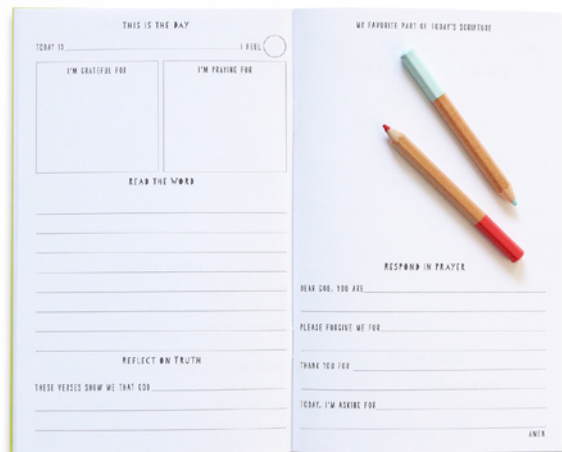 THIS IS THE DAY
TODAY IS
I FEEL
I'M GRATEFUL FOR
I'M PRAYING FOR
READ THE WORD
REFLECT ON TRUTH
THESE VERSES SHOW ME THAT GOD
MY FAVORITE PART OF TODAY'S SCRIPTURE
RESPOND IN PRAYER
DEAR GOD, YOU ARE
PLEASE FORGIVE ME FOR
THANK YOU FOR
TODAY, I'M ASKING FOR
AMEN